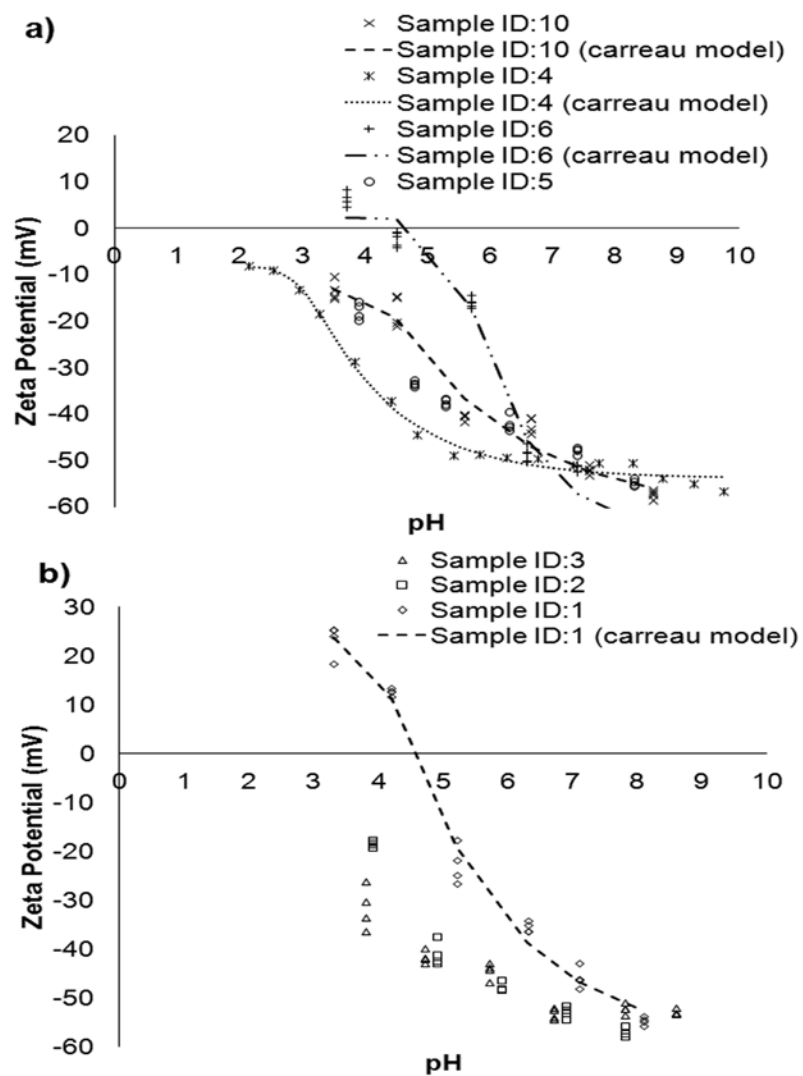 a)
Sample ID:10
Sample ID:10 (carreau model)
Sample ID:4
Sample ID:4 (carreau model)
Sample ID:6
Sample ID:6 (carreau model)
Sample ID:5
20
10
0
-10
-20
-30
-40
-50
-60
0 1 2 3 4 5 6 7 8 9 10
Zeta Potential (mV)
pH
b)
Sample ID:3
Sample ID:2
Sample ID:1
Sample ID:1 (carreau model)
30
20
10
0
-10
-20
-30
-40
-50
-60
0 1 2 3 4 5 6 7 8 9 10
Zeta Potential (mV)
pH